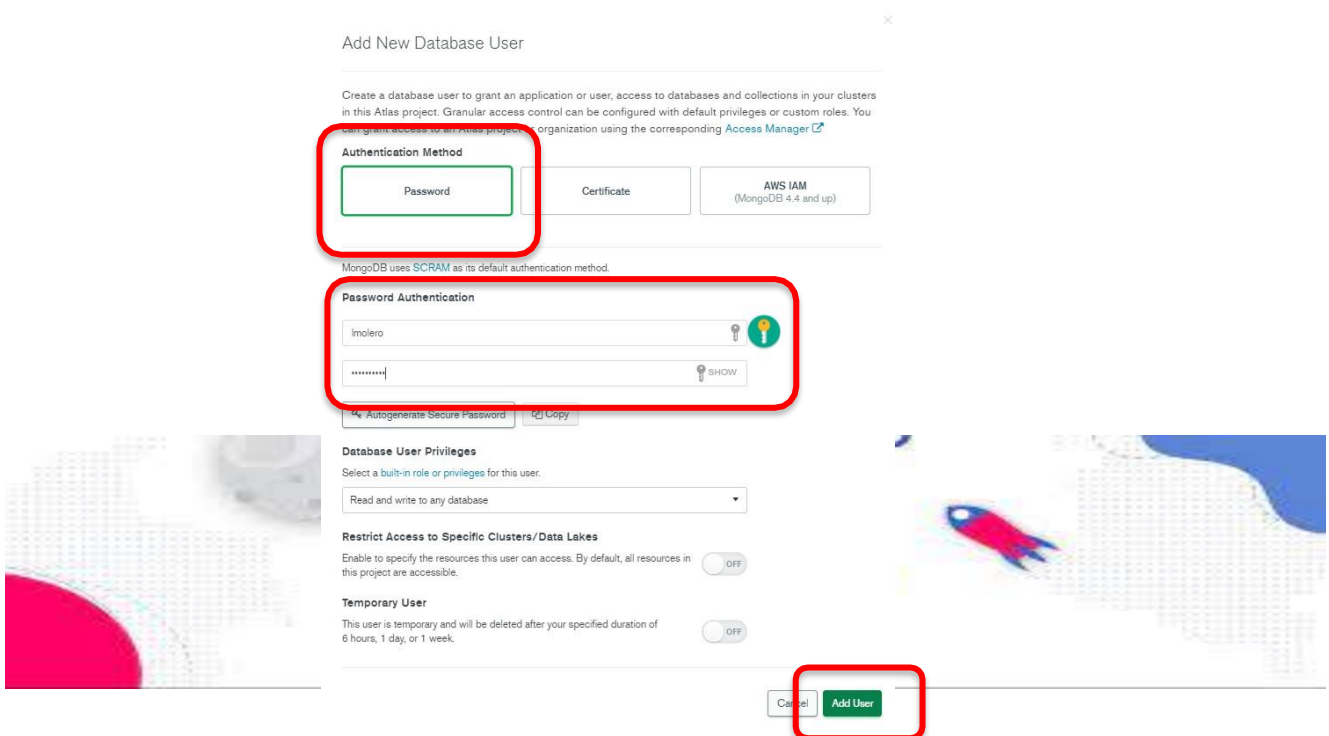 Add New Database User
Create a database user to grant an application or user, access to databases and collections in your clusters
in this Atlas project. Granular access control can be configured with default privileges or custom roles. You
can grant access to an Atlas project or organization using the corresponding Access Manager
Authentication Method
Password
Certificate
AWS IAM
(MongoDB 4.4 and up)
MongoDB uses SCRAM as its default authentication method.
Password Authentication
lmolero
•••••••••• SHOW
Autogenerate Secure Password
Copy
Database User Privileges
Select a built-in role or privileges for this user.
Read and write to any database
Restrict Access to Specific Clusters/Data Lakes
Enable to specify the resources this user can access. By default, all resources in
this project are accessible.
OFF
Temporary User
This user is temporary and will be deleted after your specified duration of
6 hours, 1 day, or 1 week.
OFF
Cancel
Add User